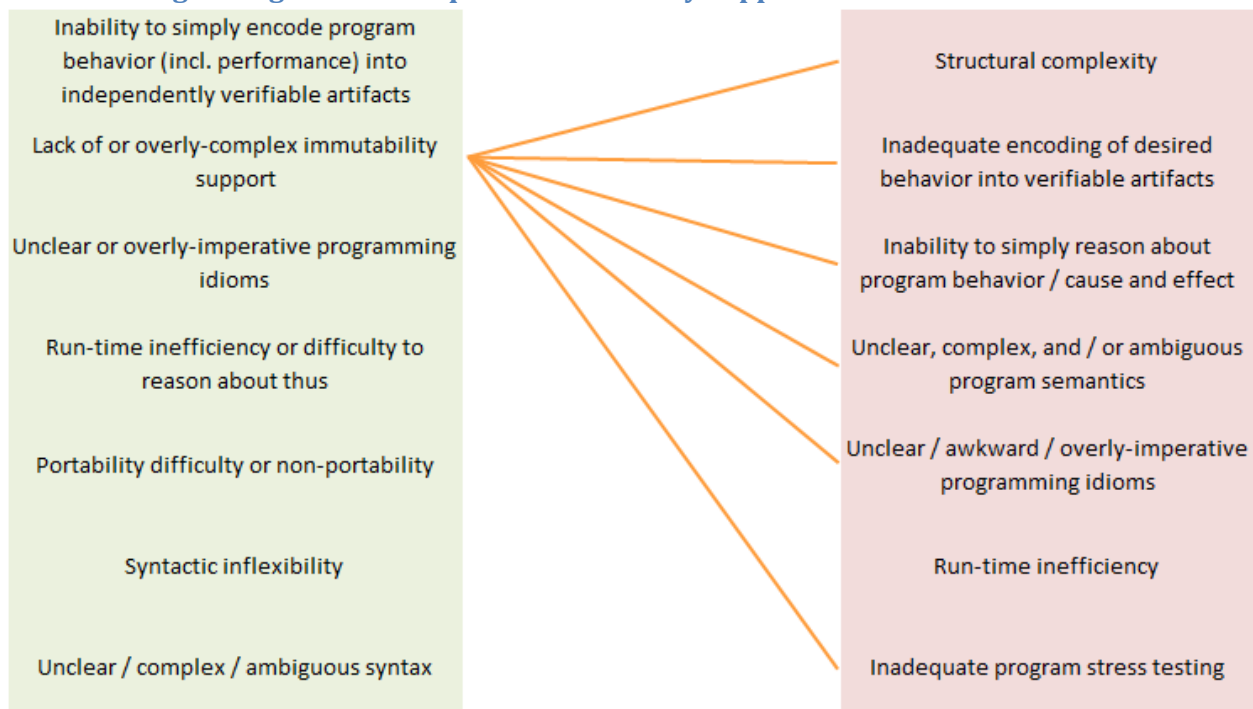 Inability to simply encode program
behavior (incl. performance) into
independently verifiable artifacts
Lack of or overly-complex immutability
support
Unclear or overly-imperative programming
idioms
Run-time inefficiency or difficulty to
reason about thus
Portability difficulty or non-portability
Syntactic inflexibility
Unclear / complex / ambiguous syntax
Structural complexity
Inadequate encoding of desired
behavior into verifiable artifacts
Inability to simply reason about
program behavior / cause and effect
Unclear, complex, and / or ambiguous
program semantics
Unclear / awkward / overly-imperative
programming idioms
Run-time inefficiency
Inadequate program stress testing